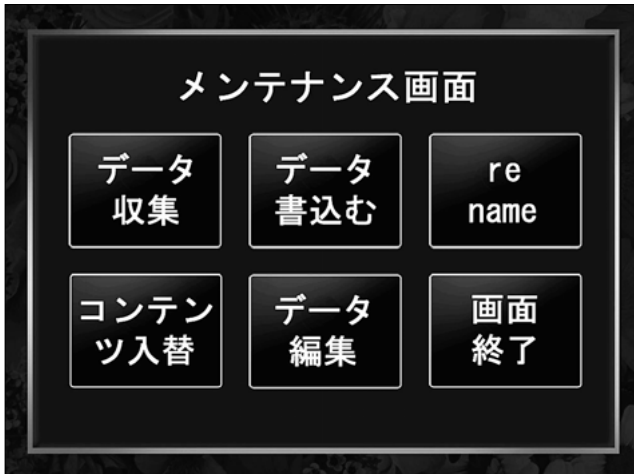 メンテナンス画面
データ
収集
データ
書込む
re
name
コンテン
ツ入替
データ
編集
画面
終了